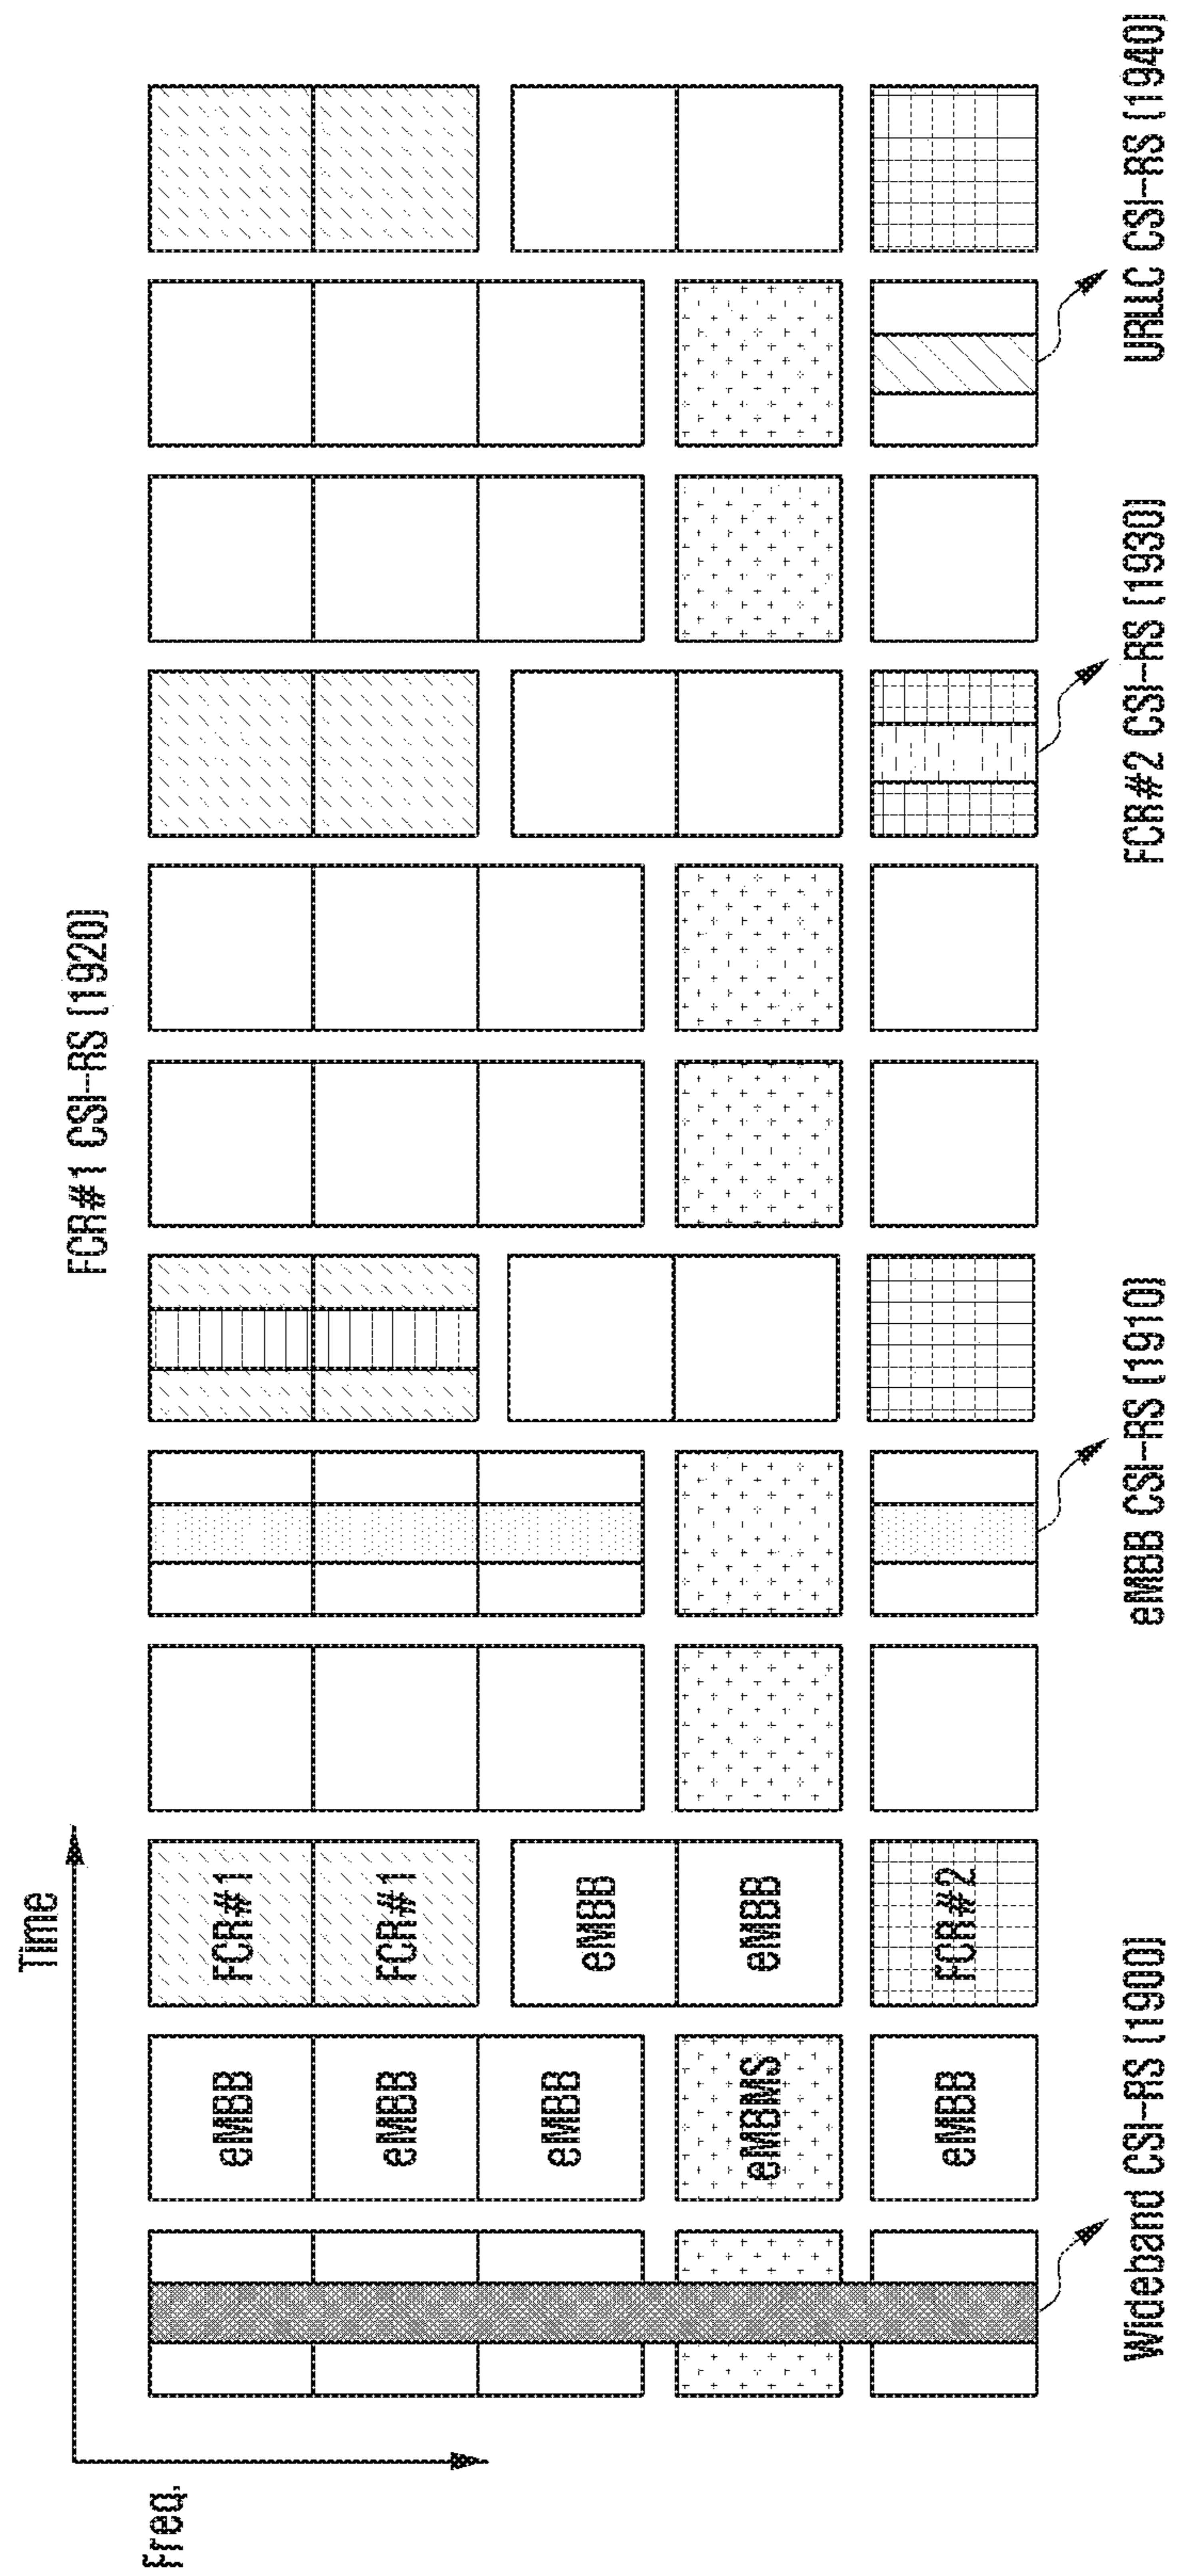 Time
Freq.
FCR#1 CSI-RS (1920)
eMBB
FCR#1
eMBB
FCR#1
eMBB
eMBB
eMBMS
eMBB
eMBB
FCR#2
Wideband CSI-RS (1900)
eMBB CSI-RS (1910)
FCR#2 CSI-RS (1930)
URLLC CSI-RS (1940)